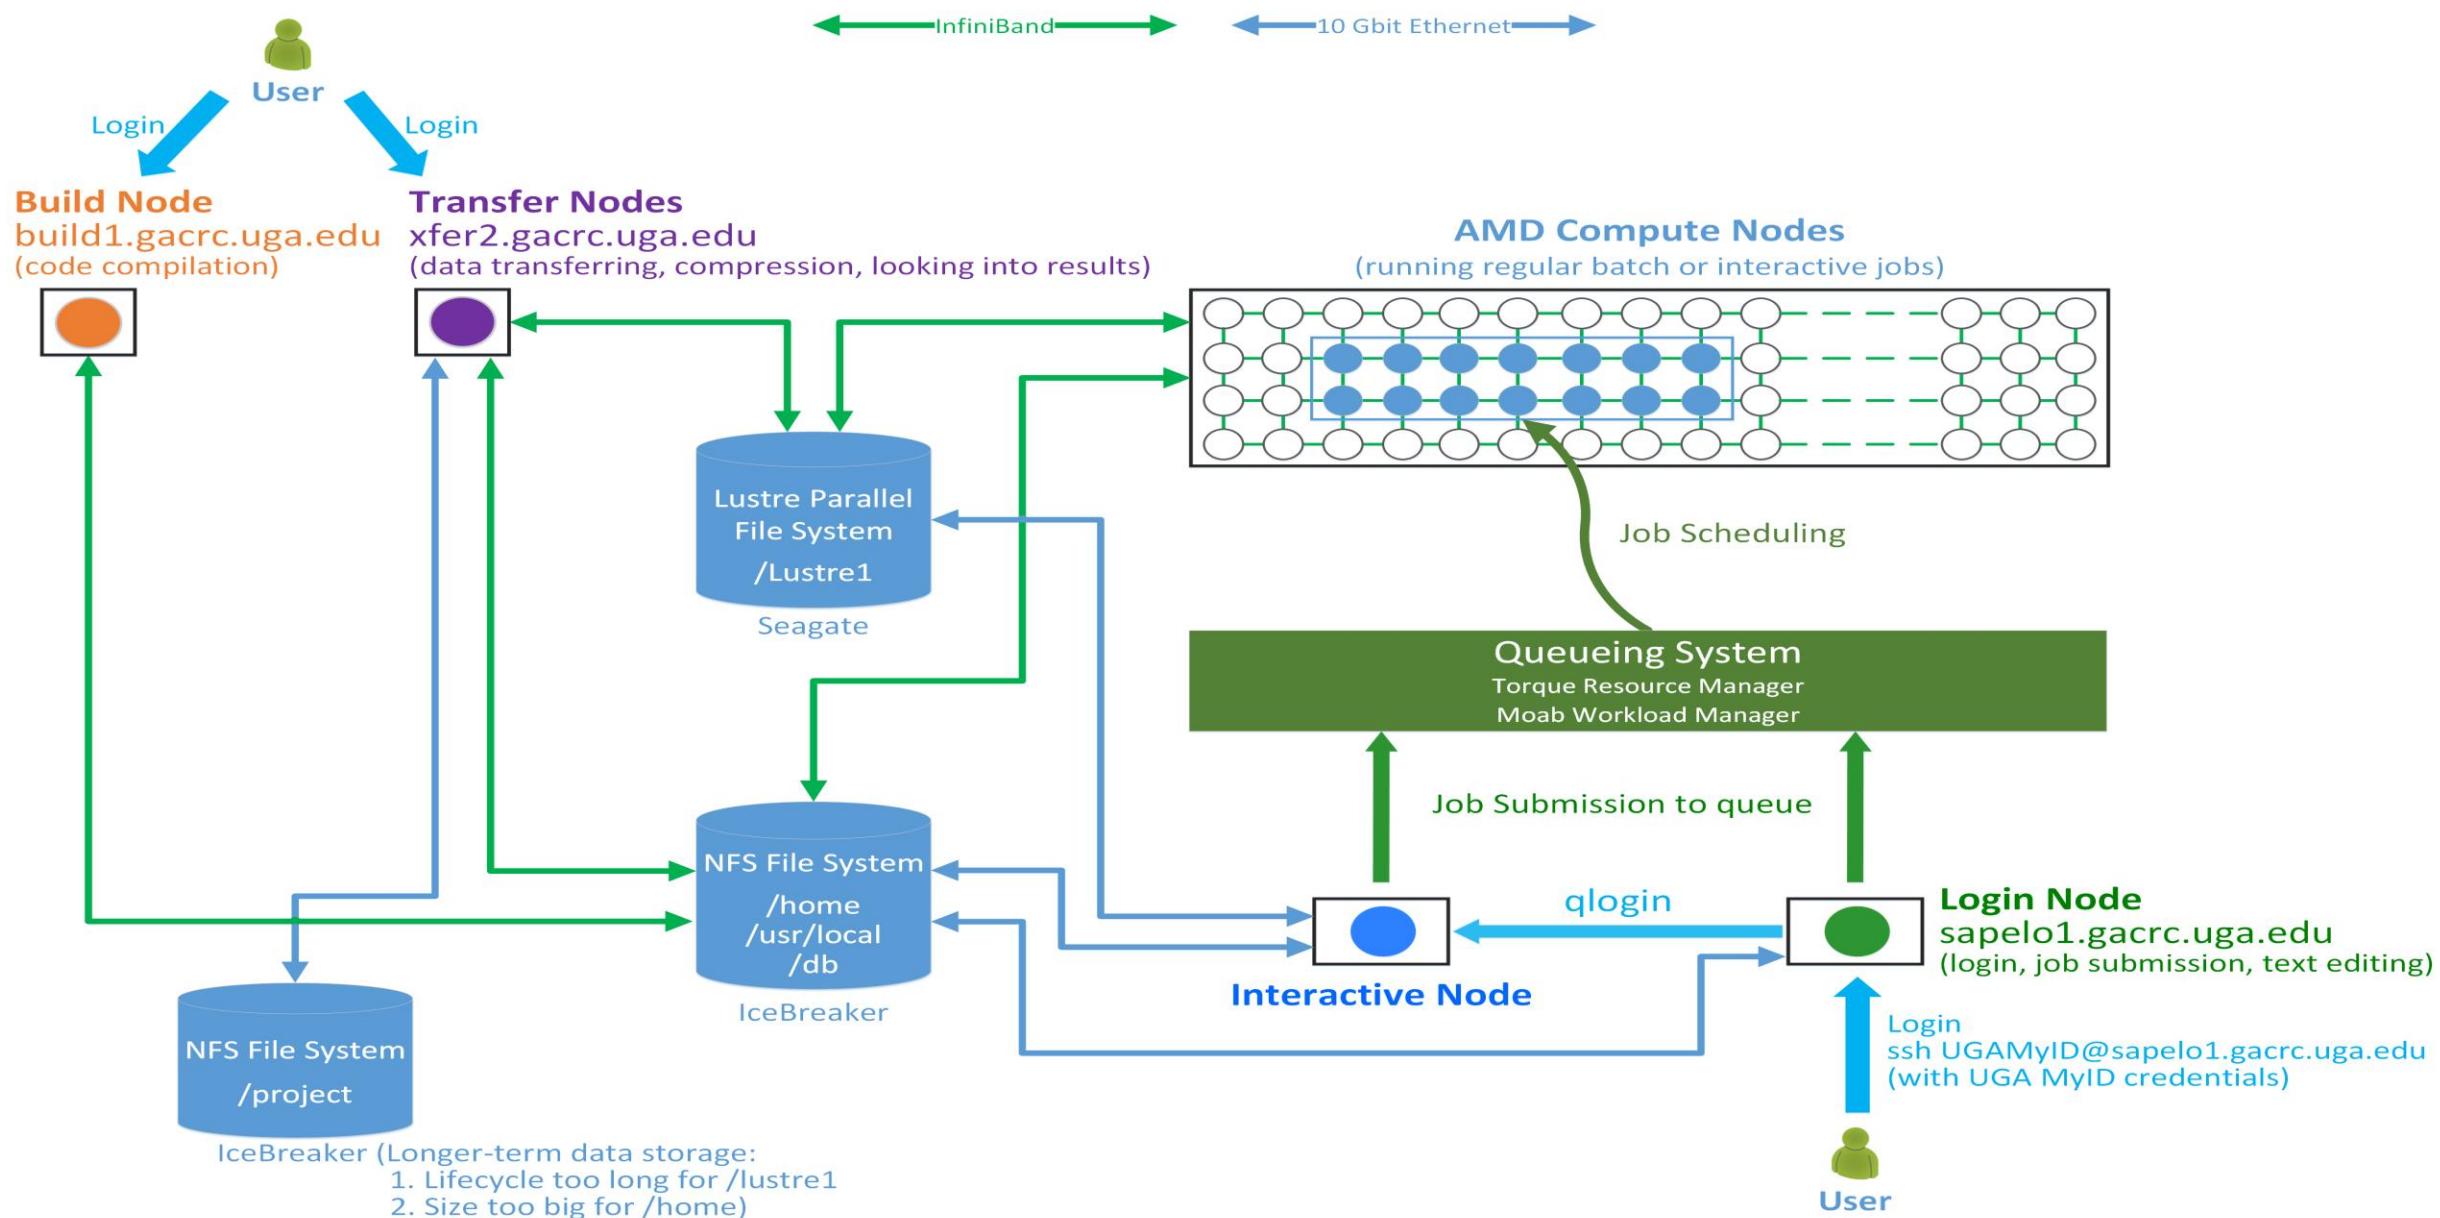 InfiniBand
10 Gbit Ethernet
User
Login
Login
Build Node
build1.gacrc.uga.edu
(code compilation)
Transfer Nodes
xfer2.gacrc.uga.edu
(data transferring, compression, looking into results)
AMD Compute Nodes
(running regular batch or interactive jobs)
Lustre Parallel
File System
/Lustre1
Seagate
Job Scheduling
Queueing System
Torque Resource Manager
Moab Workload Manager
Job Submission to queue
NFS File System
/home
/usr/local
/db
IceBreaker
qlogin
Interactive Node
Login Node
sapelo1.gacrc.uga.edu
(login, job submission, text editing)
Login
ssh UGAMyID@sapelo1.gacrc.uga.edu
(with UGA MyID credentials)
User
NFS File System
/project
IceBreaker (Longer-term data storage:
1. Lifecycle too long for /lustre1
2. Size too big for /home)